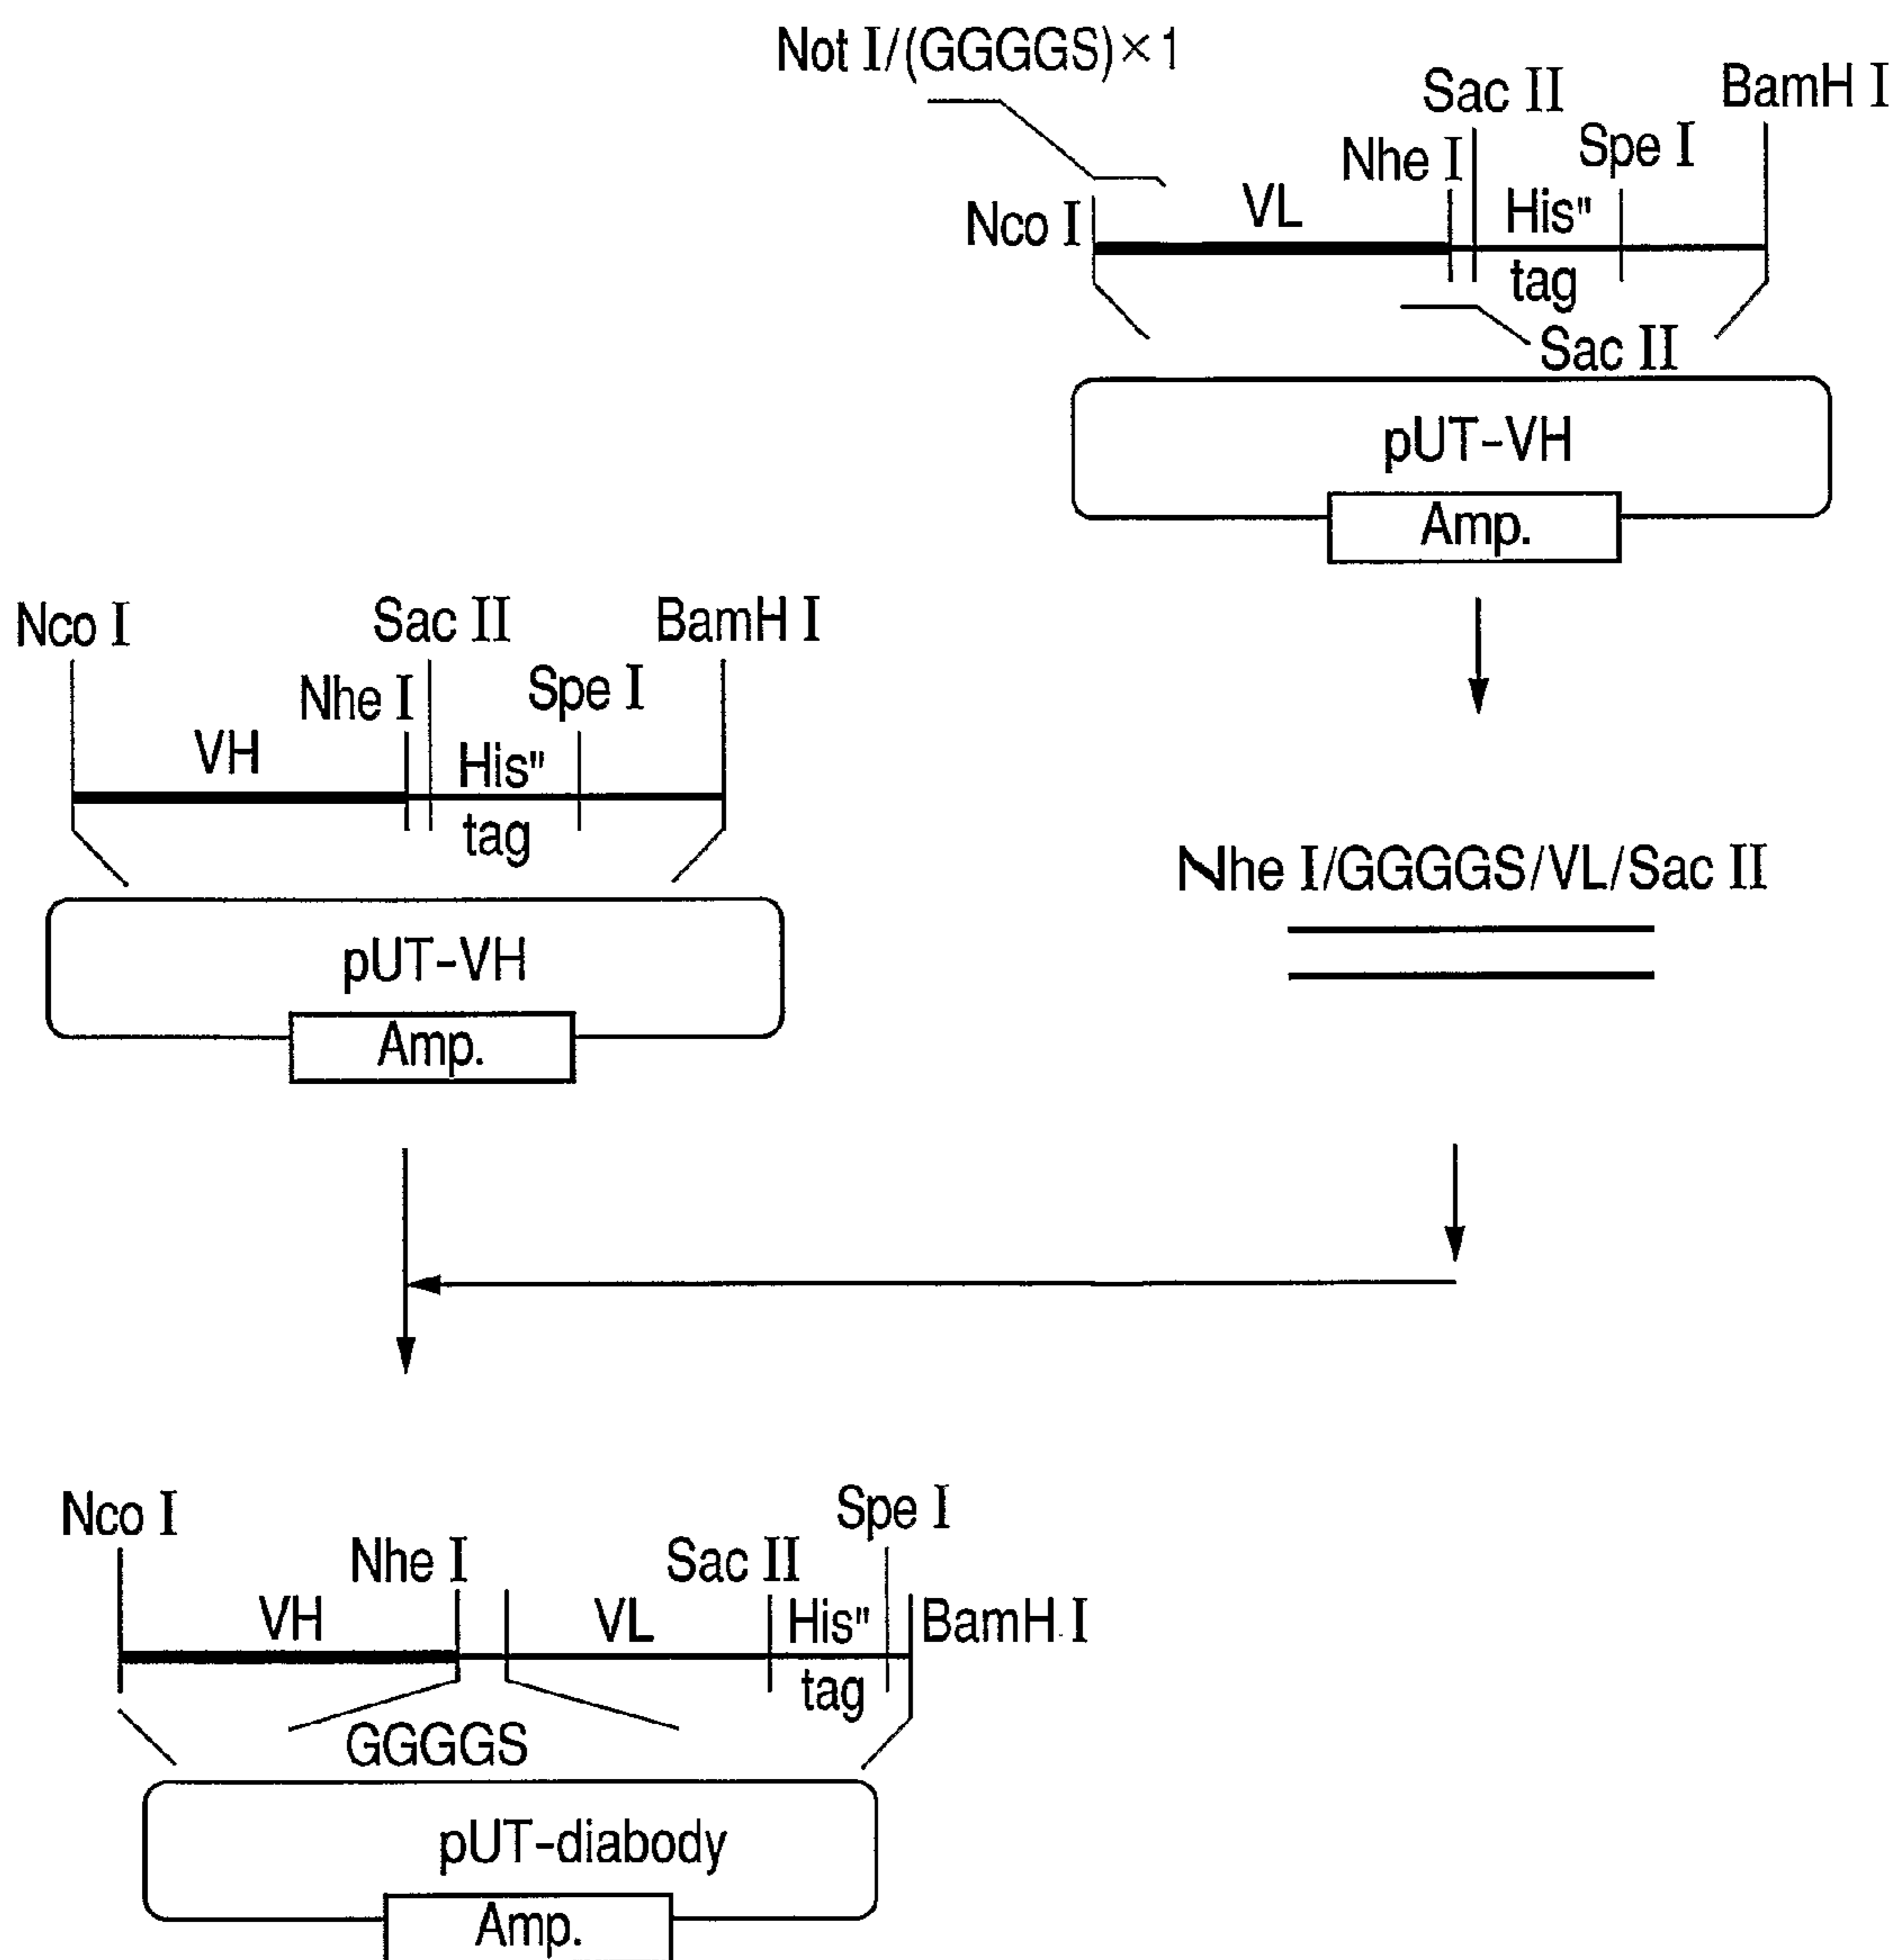 Not I/(GGGGS)×1
Sac II
BamH I
Nhe I
Spe I
Nco I
VL
His"
tag
Sac II
pUT-VH
Amp.
Nco I
Sac II
BamH I
Nhe I
Spe I
VH
His"
tag
pUT-VH
Amp.
Nhe I/GGGGS/VL/Sac II
Nco I
Spe I
Nhe I
Sac II
VH
VL
His"
BamH I
tag
GGGGS
pUT-diabody
Amp.